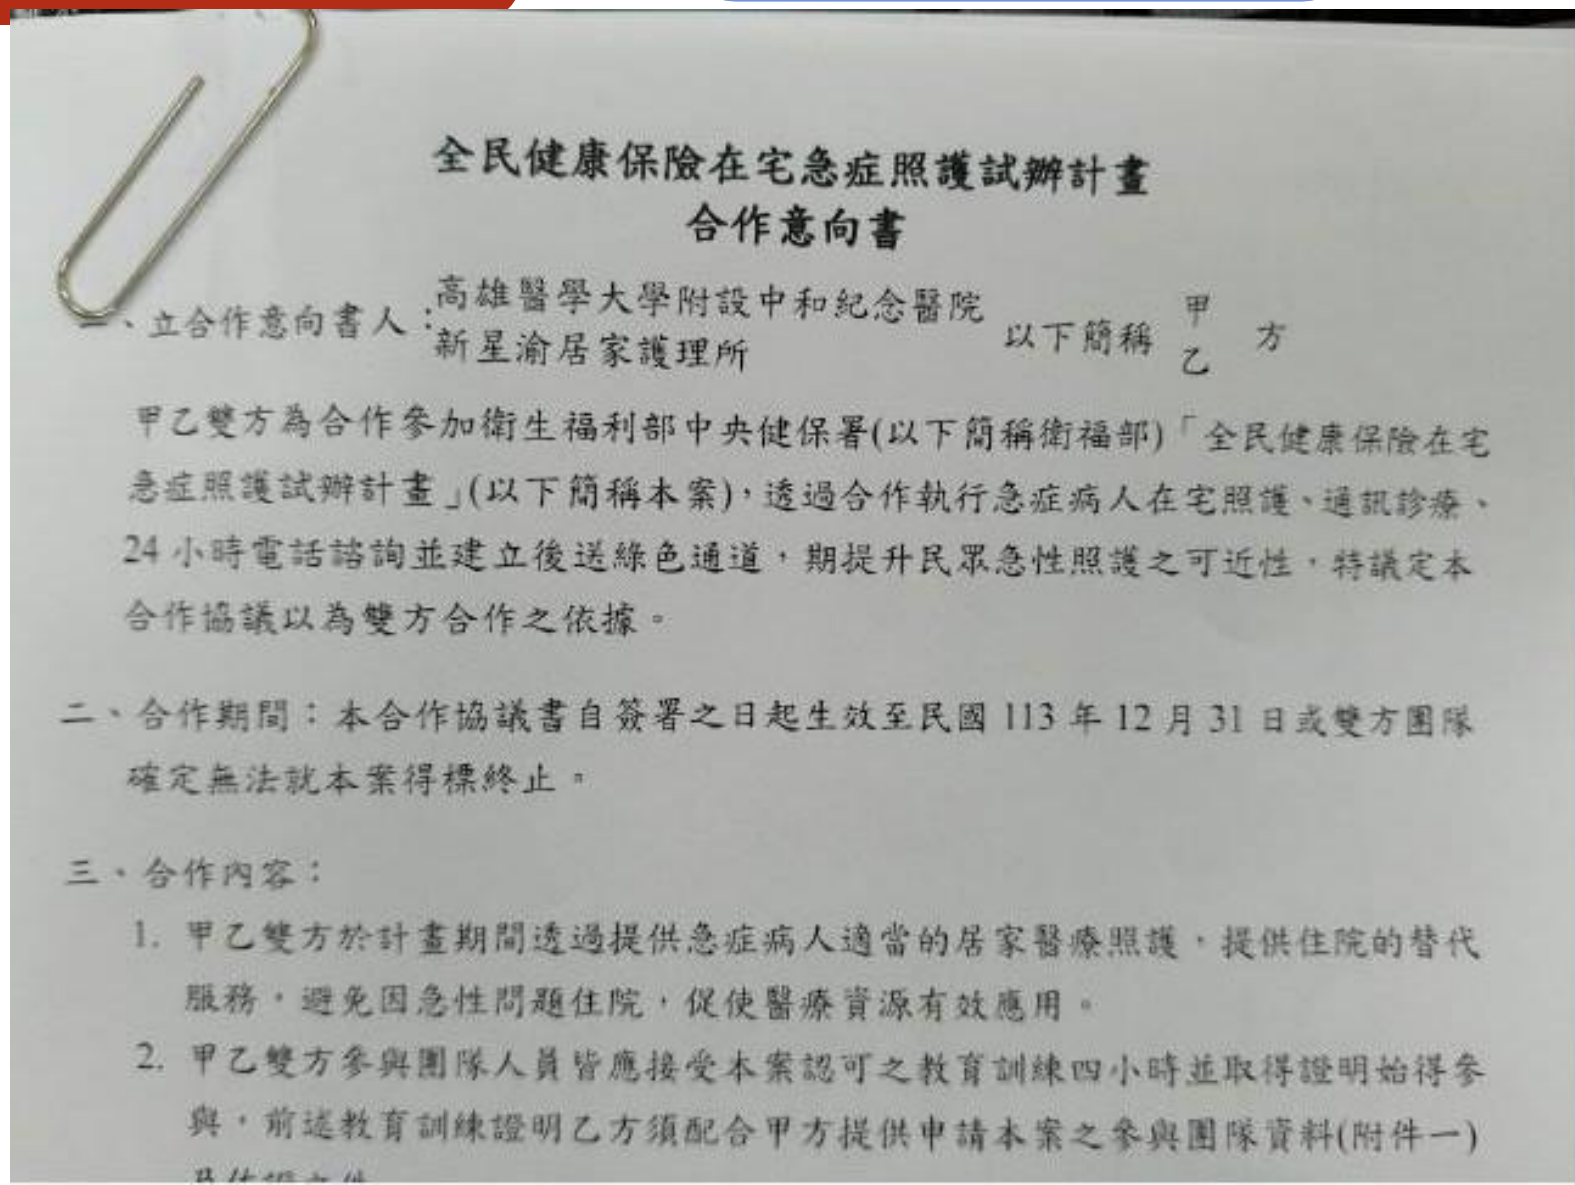 全民健康保險在宅急症照護試辦計畫
合作意向書
一、立合作意向書人：高雄醫學大學附設中和紀念醫院 以下簡稱 甲 方
新星渝居家護理所 乙
甲乙雙方為合作參加衛生福利部中央健保署(以下簡稱衛福部)「全民健康保險在宅
急症照護試辦計畫」(以下簡稱本案)，透過合作執行急症病人在宅照護、通訊診療、
24小時電話諮詢並建立後送綠色通道，期提升民眾急性照護之可近性，特議定本
合作協議以為雙方合作之依據。
二、合作期間：本合作協議書自簽署之日起生效至民國 113 年 12 月 31 日或雙方團隊
確定無法就本案得標終止。
三、合作內容：
1. 甲乙雙方於計畫期間透過提供急症病人適當的居家醫療照護，提供住院的替代
服務，避免因急性問題住院，促使醫療資源有效應用。
2. 甲乙雙方參與團隊人員皆應接受本案認可之教育訓練四小時並取得證明始得參
與，前述教育訓練證明乙方須配合甲方提供申請本案之參與團隊資料(附件一)